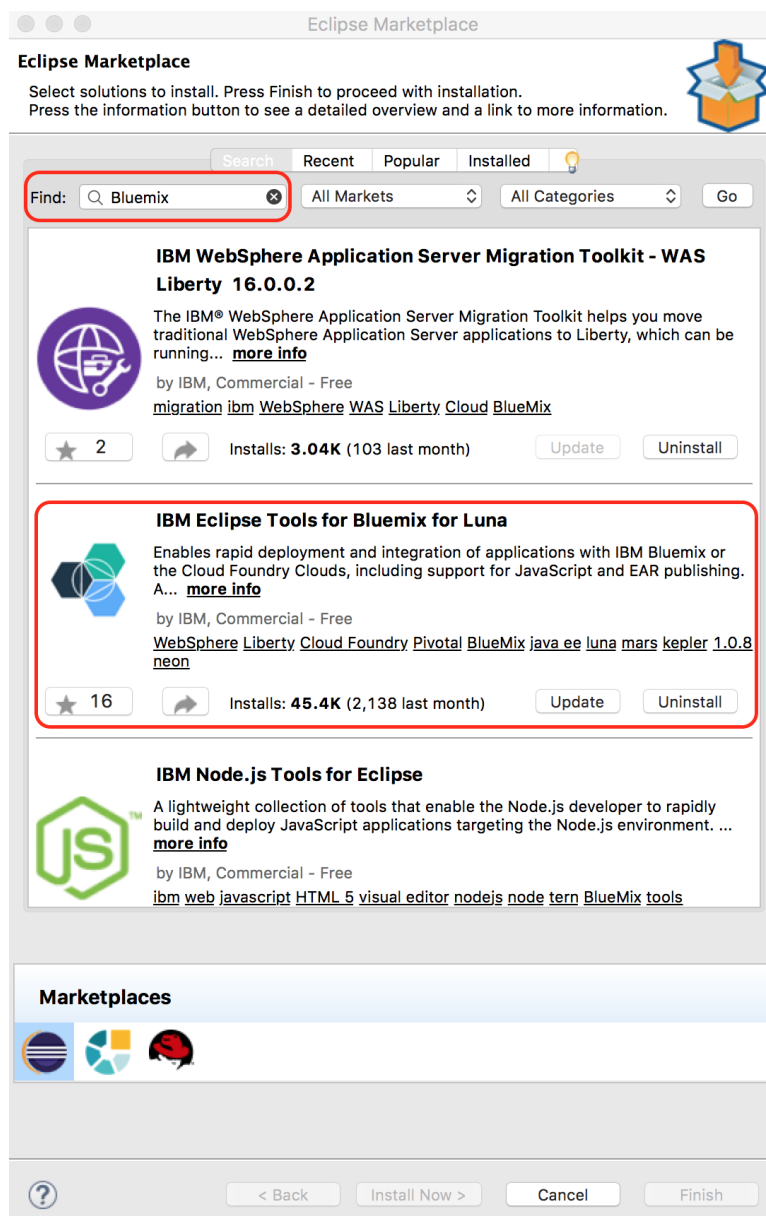 Eclipse Marketplace
Eclipse Marketplace
Select solutions to install. Press Finish to proceed with installation.
Press the information button to see a detailed overview and a link to more information.
Search Recent Popular Installed
Find: Bluemix All Markets All Categories Go
IBM WebSphere Application Server Migration Toolkit - WAS
Liberty 16.0.0.2
The IBM® WebSphere Application Server Migration Toolkit helps you move
traditional WebSphere Application Server applications to Liberty, which can be
running... more info
by IBM, Commercial - Free
migration ibm WebSphere WAS Liberty Cloud BlueMix
2 Installs: 3.04K (103 last month) Update Uninstall
IBM Eclipse Tools for Bluemix for Luna
Enables rapid deployment and integration of applications with IBM Bluemix or
the Cloud Foundry Clouds, including support for JavaScript and EAR publishing.
A... more info
by IBM, Commercial - Free
WebSphere Liberty Cloud Foundry Pivotal BlueMix java ee luna mars kepler 1.0.8
neon
16 Installs: 45.4K (2,138 last month) Update Uninstall
IBM Node.js Tools for Eclipse
JS TM
A lightweight collection of tools that enable the Node.js developer to rapidly
build and deploy JavaScript applications targeting the Node.js environment. ...
more info
by IBM, Commercial - Free
ibm web javascript HTML 5 visual editor nodejs node tern BlueMix tools
Marketplaces
? < Back Install Now > Cancel Finish